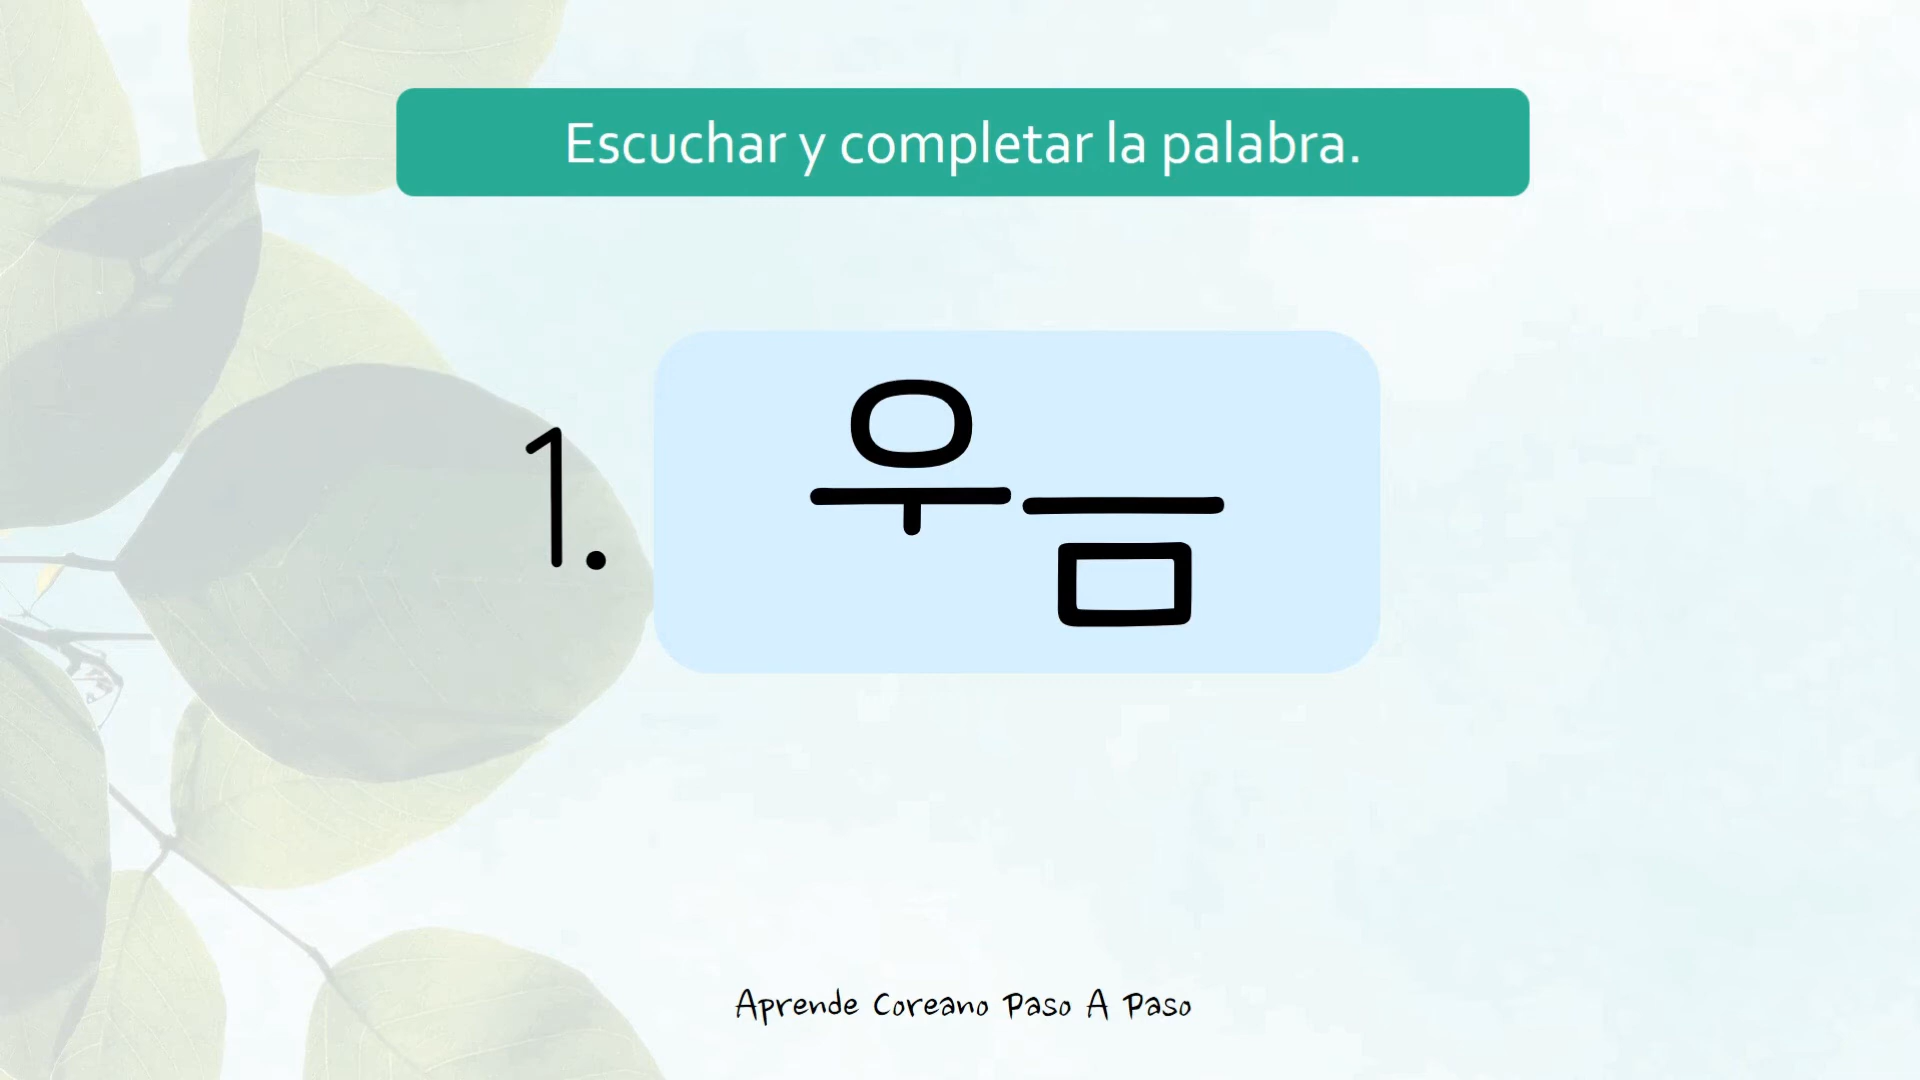 Escuchar y completar la palabra.
1. 우ㅡㅁ
Aprende Coreano Paso A Paso